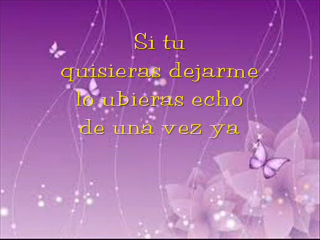 Si tu
quisieras dejarme
lo ubieras echo
de una vez ya